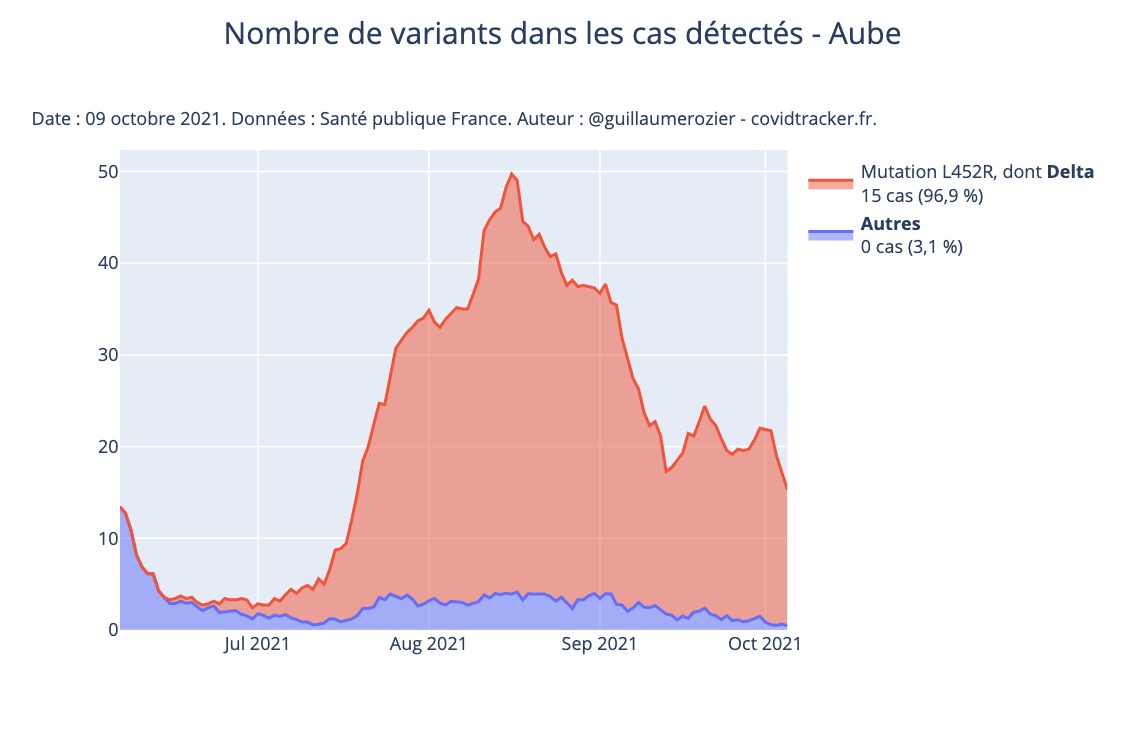 Nombre de variants dans les cas détectés - Aube
Date : 09 octobre 2021. Données : Santé publique France. Auteur : @guillaumerozier - covidtracker.fr.
50
40
30
20
10
0
Jul 2021
Aug 2021
Sep 2021
Oct 2021
Mutation L452R, dont Delta
15 cas (96,9 %)
Autres
0 cas (3,1 %)